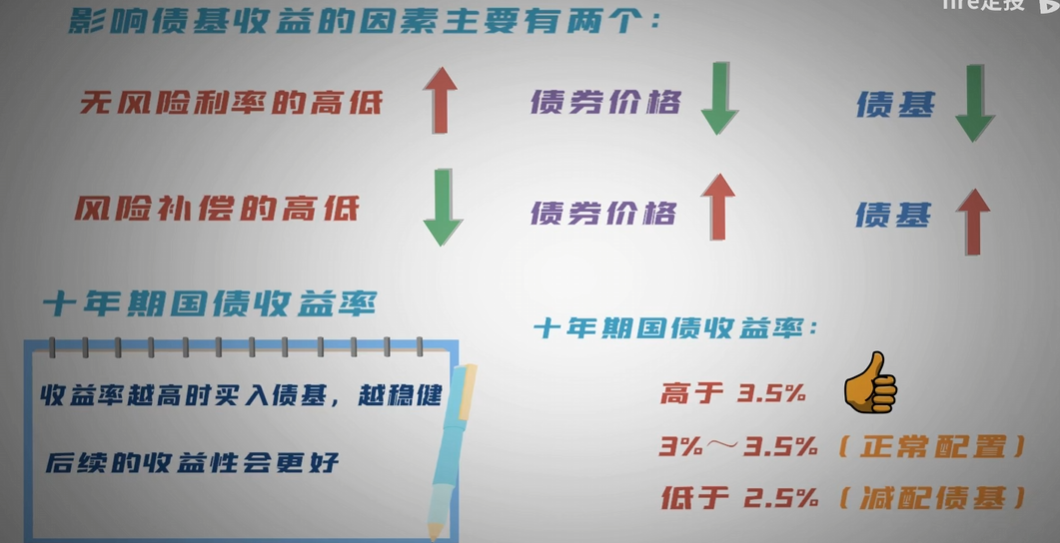 影响债基收益的因素主要有两个：
无风险利率的高低 债券价格 债基
风险补偿的高低 债券价格 债基
十年期国债收益率
收益率越高时买入债基，越稳健
后续的收益性会更好
十年期国债收益率：
高于 3.5%
3%～3.5%（正常配置）
低于 2.5%（减配债基）